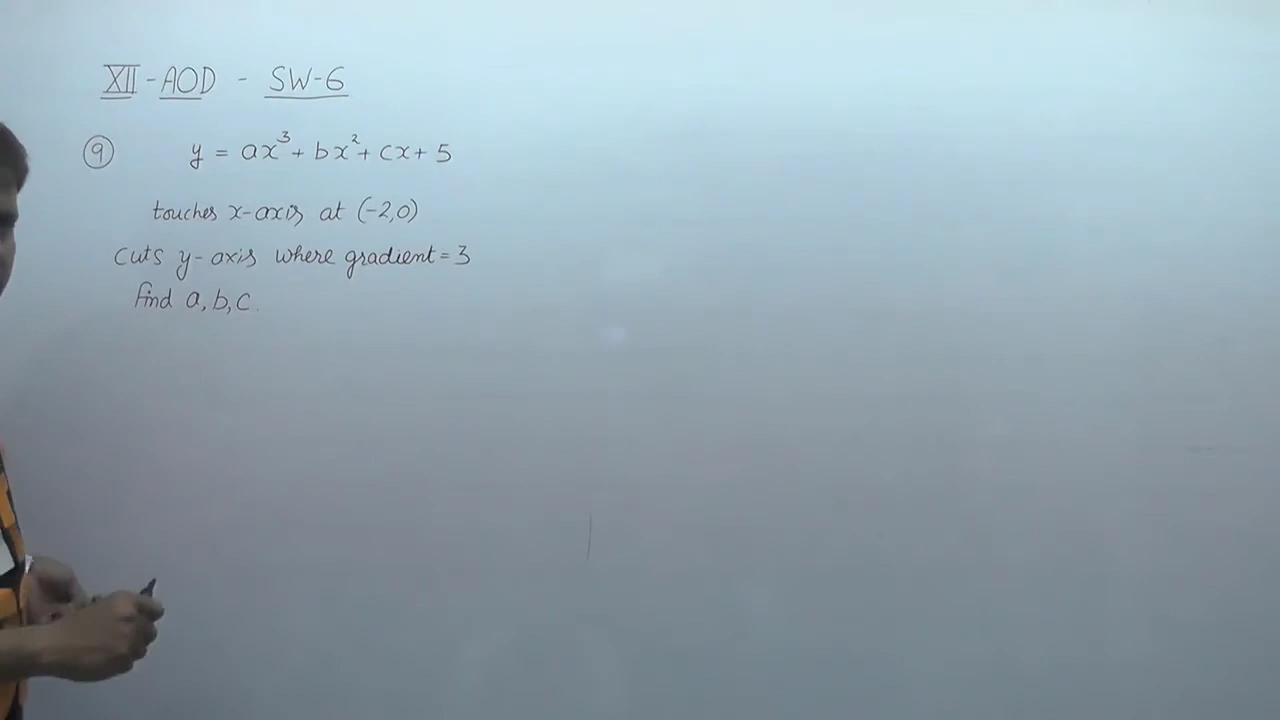 XII - AOD - SW-6
9 y = ax³ + bx² + cx + 5
touches x-axis at (-2,0)
cuts y-axis where gradient = 3
find a, b, c.